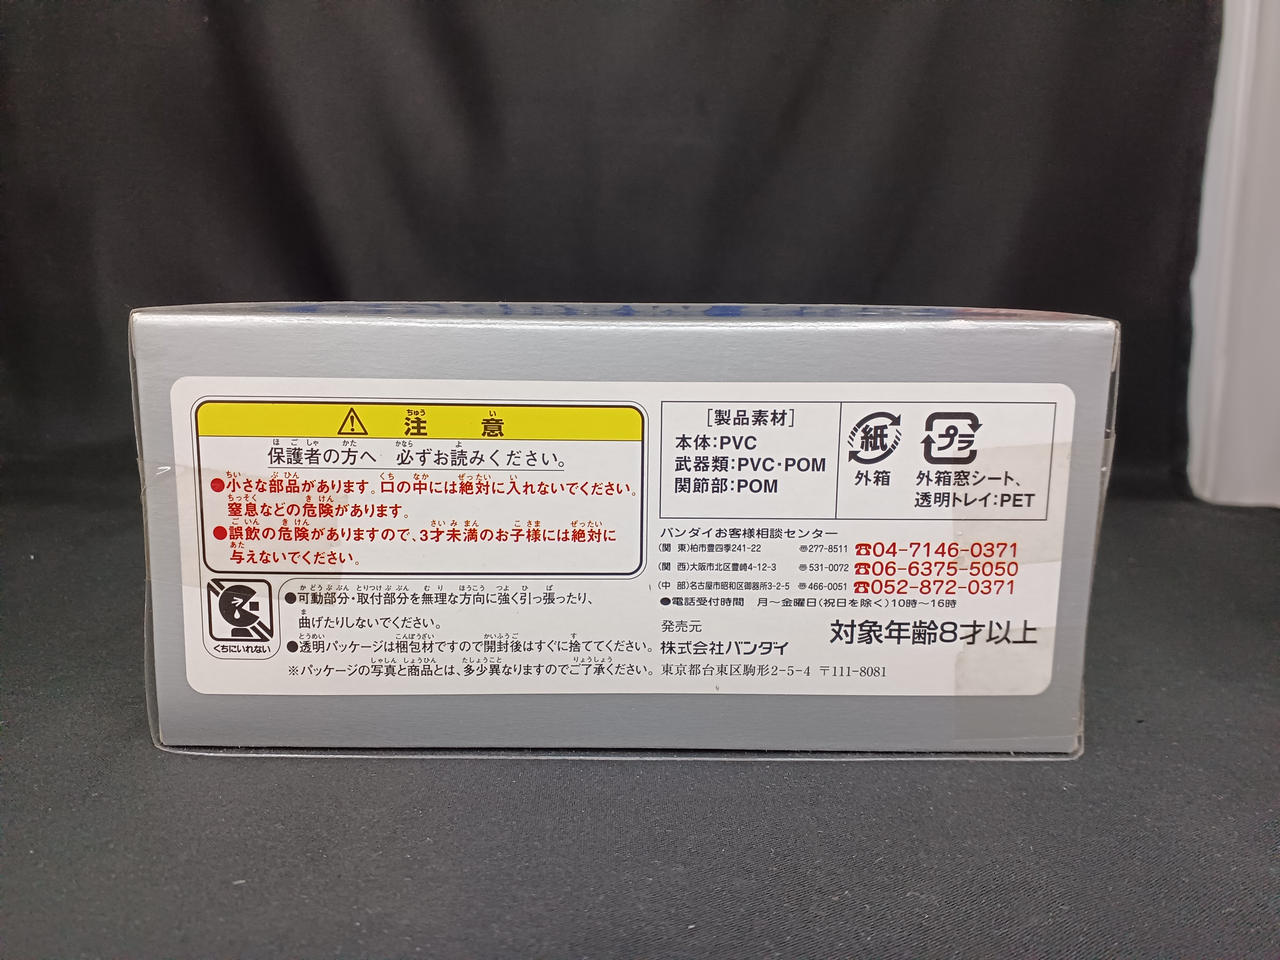 注意
保護者の方へ 必ずお読みください。
●小さな部品があります。口の中には絶対に入れないでください。
窒息などの危険があります。
●誤飲の危険がありますので、3才未満のお子様には絶対に
与えないでください。
くちにいれない
●可動部分・取付部分を無理な方向に強く引っ張ったり、
曲げたりしないでください。
●透明パッケージは梱包材ですので開封後はすぐに捨ててください。
※パッケージの写真と商品とは、多少異なりますのでご了承ください。
[製品素材]
本体:PVC
武器類:PVC・POM
関節部:POM
紙
外箱
プラ
外箱窓シート、
透明トレイ:PET
バンダイお客様相談センター
(関 東)柏市豊四季241-22 〠277-8511 ☎04-7146-0371
(関 西)大阪市北区豊崎4-12-3 〠531-0072 ☎06-6375-5050
(中 部)名古屋市昭和区御器所3-2-5 〠466-0051 ☎052-872-0371
●電話受付時間 月〜金曜日(祝日を除く)10時〜16時
発売元
株式会社バンダイ
対象年齢8才以上
東京都台東区駒形2-5-4 〒111-8081